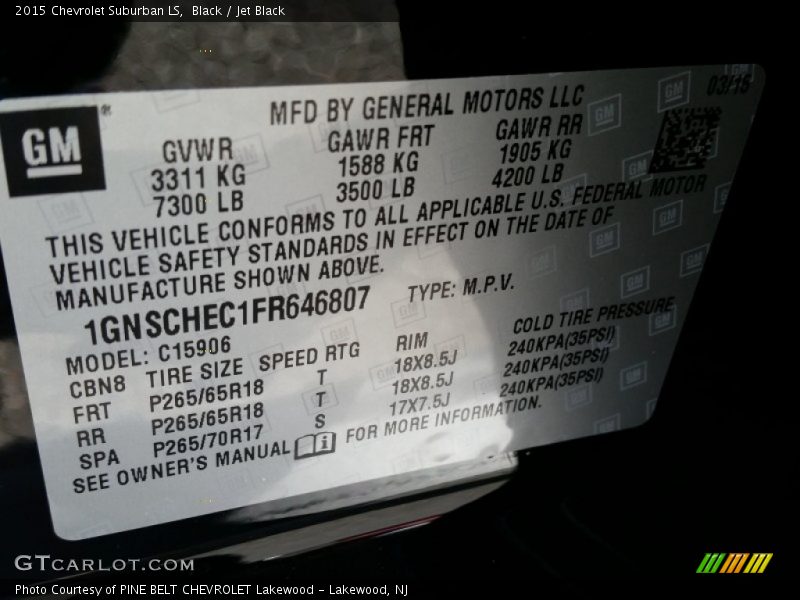 2015 Chevrolet Suburban LS, Black / Jet Black
GM
MFD BY GENERAL MOTORS LLC
03/15
GVWR GAWR FRT GAWR RR
3311 KG 1588 KG 1905 KG
7300 LB 3500 LB 4200 LB
THIS VEHICLE CONFORMS TO ALL APPLICABLE U.S. FEDERAL MOTOR
VEHICLE SAFETY STANDARDS IN EFFECT ON THE DATE OF
MANUFACTURE SHOWN ABOVE.
1GNSCHEC1FR646807 TYPE: M.P.V.
MODEL: C15906
CBN8 TIRE SIZE SPEED RTG RIM COLD TIRE PRESSURE
FRT P265/65R18 T 18X8.5J 240KPA(35PSI)
RR P265/65R18 T 18X8.5J 240KPA(35PSI)
SPA P265/70R17 S 17X7.5J 240KPA(35PSI)
SEE OWNER'S MANUAL FOR MORE INFORMATION.
GTCARLOT.COM
Photo Courtesy of PINE BELT CHEVROLET Lakewood - Lakewood, NJ